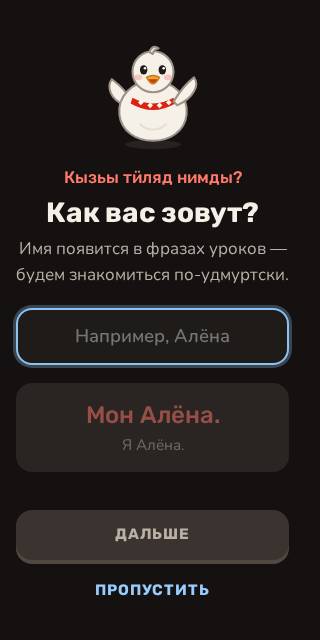 Кызьы тӥляд нимды?
Как вас зовут?
Имя появится в фразах уроков —
будем знакомиться по-удмуртски.
Например, Алёна
Мон Алёна.
Я Алёна.
ДАЛЬШЕ
ПРОПУСТИТЬ